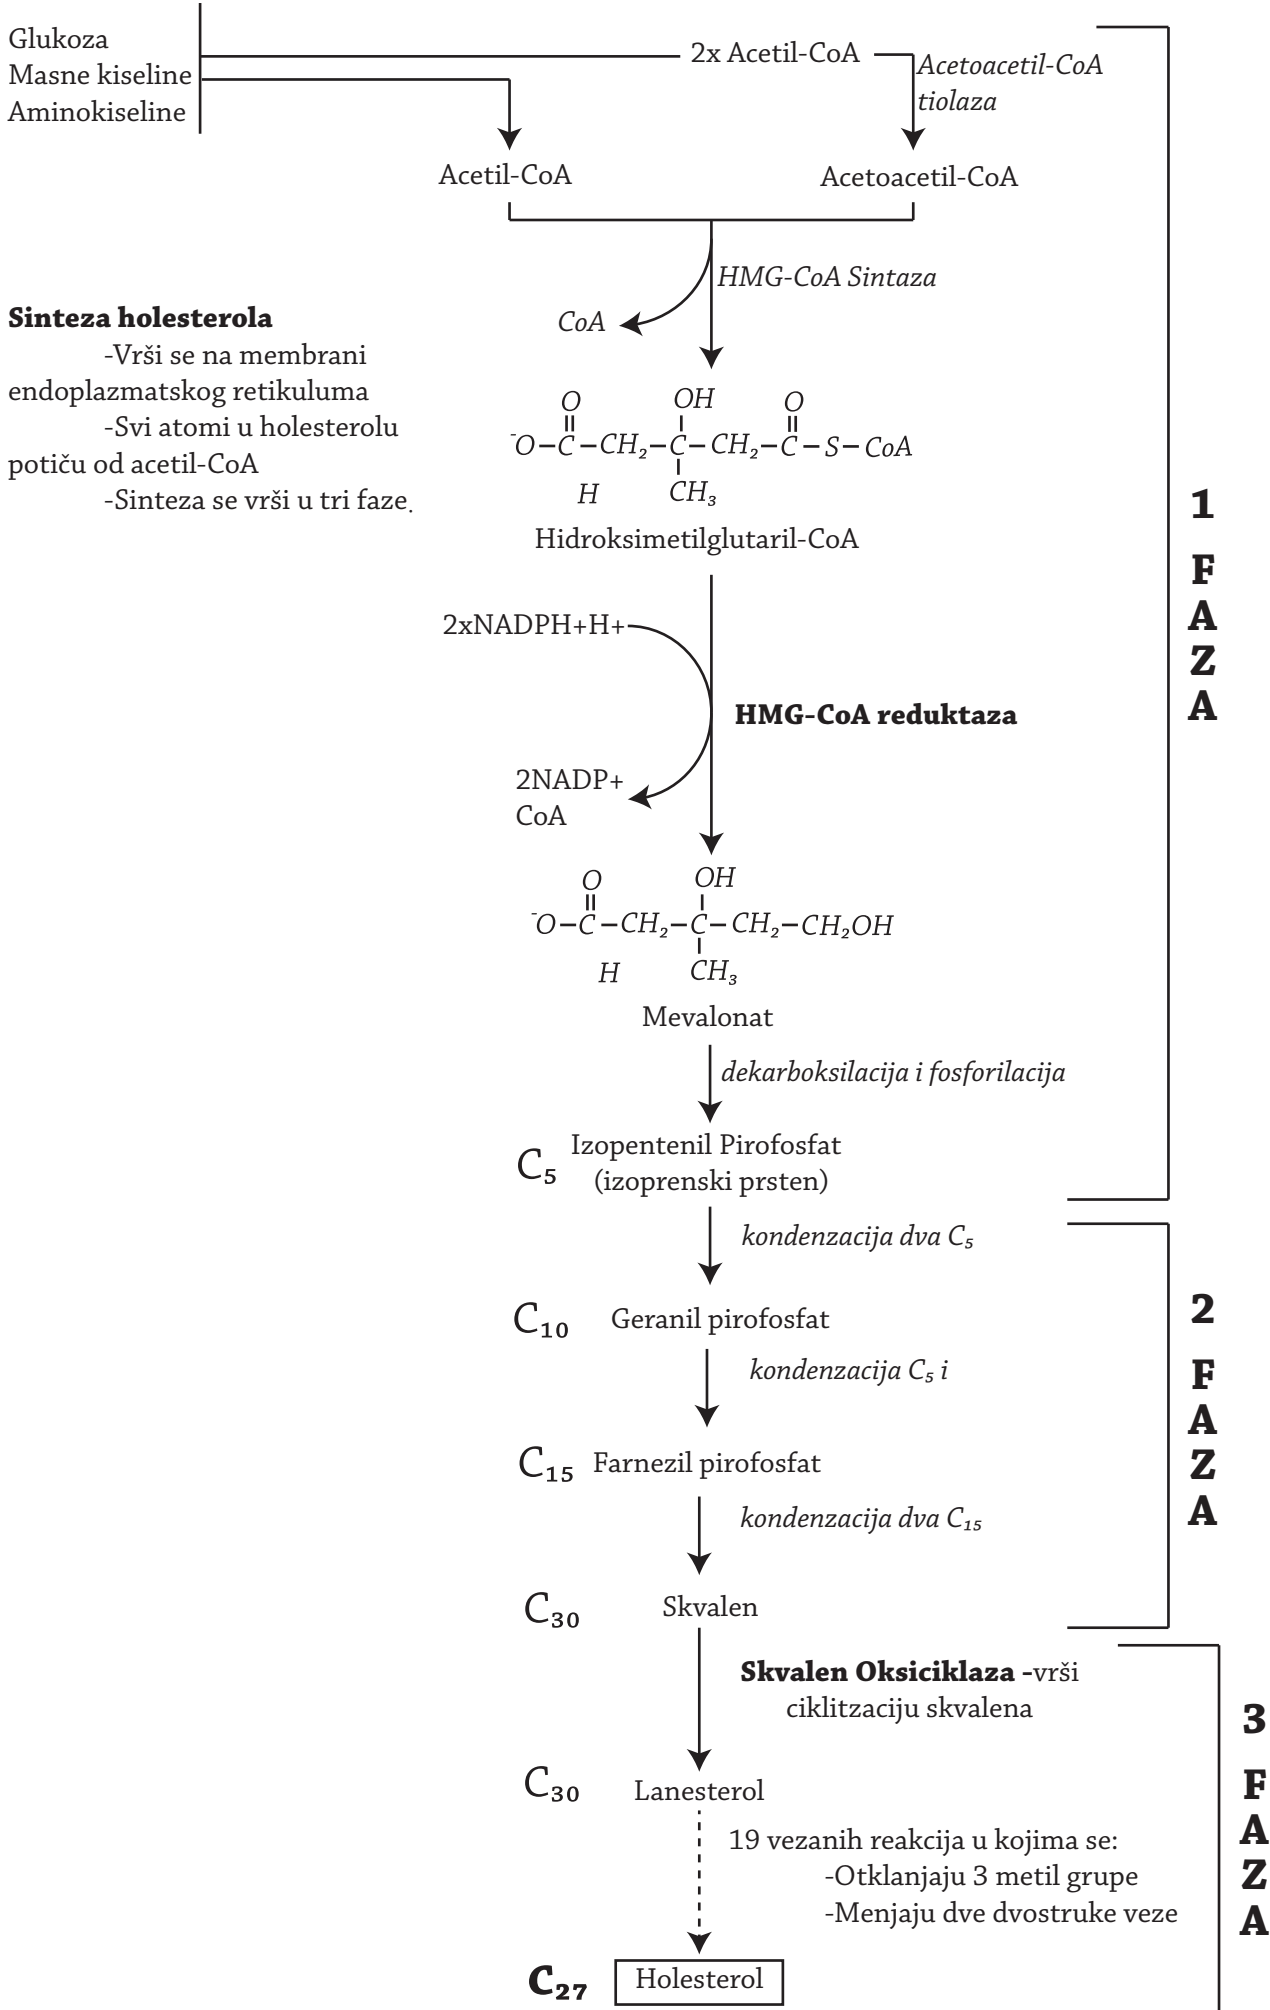 Glukoza
Masne kiseline
Aminokiseline
2x Acetil-CoA
Acetoacetil-CoA
tiolaza
Acetil-CoA
Acetoacetil-CoA
HMG-CoA Sintaza
CoA
Sinteza holesterola
-Vrši se na membrani
endoplazmatskog retikuluma
-Svi atomi u holesterolu
potiču od acetil-CoA
-Sinteza se vrši u tri faze.
O OH O
⁻O–C–CH₂–C–CH₂–C–S–CoA
H CH₃
Hidroksimetilglutaril-CoA
2xNADPH+H+
HMG-CoA reduktaza
2NADP+
CoA
O OH
⁻O–C–CH₂–C–CH₂–CH₂OH
H CH₃
Mevalonat
dekarboksilacija i fosforilacija
C₅ Izopentenil Pirofosfat
(izoprenski prsten)
1
F
A
Z
A
kondenzacija dva C₅
C₁₀ Geranil pirofosfat
kondenzacija C₅ i
C₁₅ Farnezil pirofosfat
kondenzacija dva C₁₅
C₃₀ Skvalen
2
F
A
Z
A
Skvalen Oksiciklaza -vrši
ciklitzaciju skvalena
C₃₀ Lanesterol
19 vezanih reakcija u kojima se:
-Otklanjaju 3 metil grupe
-Menjaju dve dvostruke veze
C₂₇ Holesterol
3
F
A
Z
A